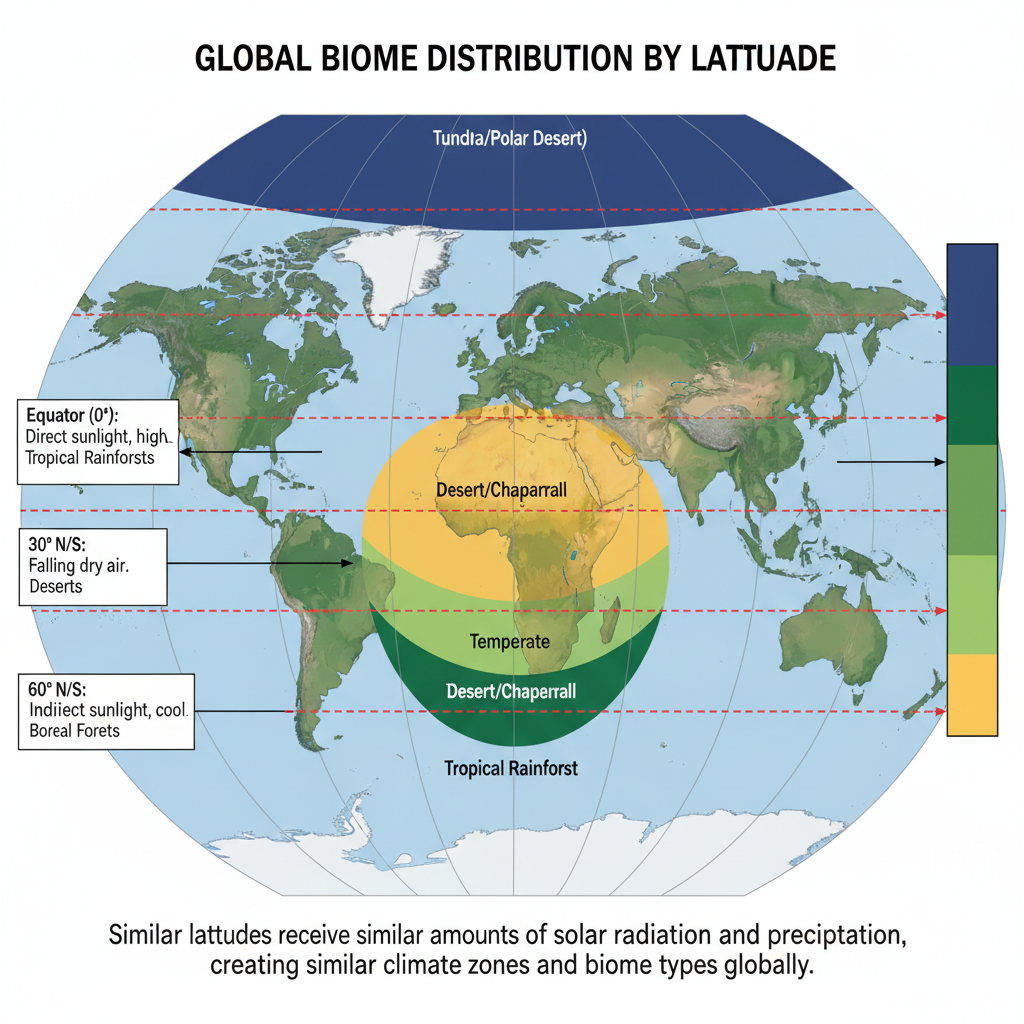 GLOBAL BIOME DISTRIBUTION BY LATTUADE
Tundta/Polar Desert)
Equator (0°):
Direct sunlight, high..
Tropical Rainforsts
Desert/Chaparrall
30° N/S:
Falling dry air.
Deserts
Temperate
60° N/S:
Indiiect sunlight, cool.
Boreal Forets
Desert/Chaperrall
Tropical Rainforst
Similar lattudes receive similar amounts of solar radiation and preciptation,
creating similar climate zones and biome types globally.